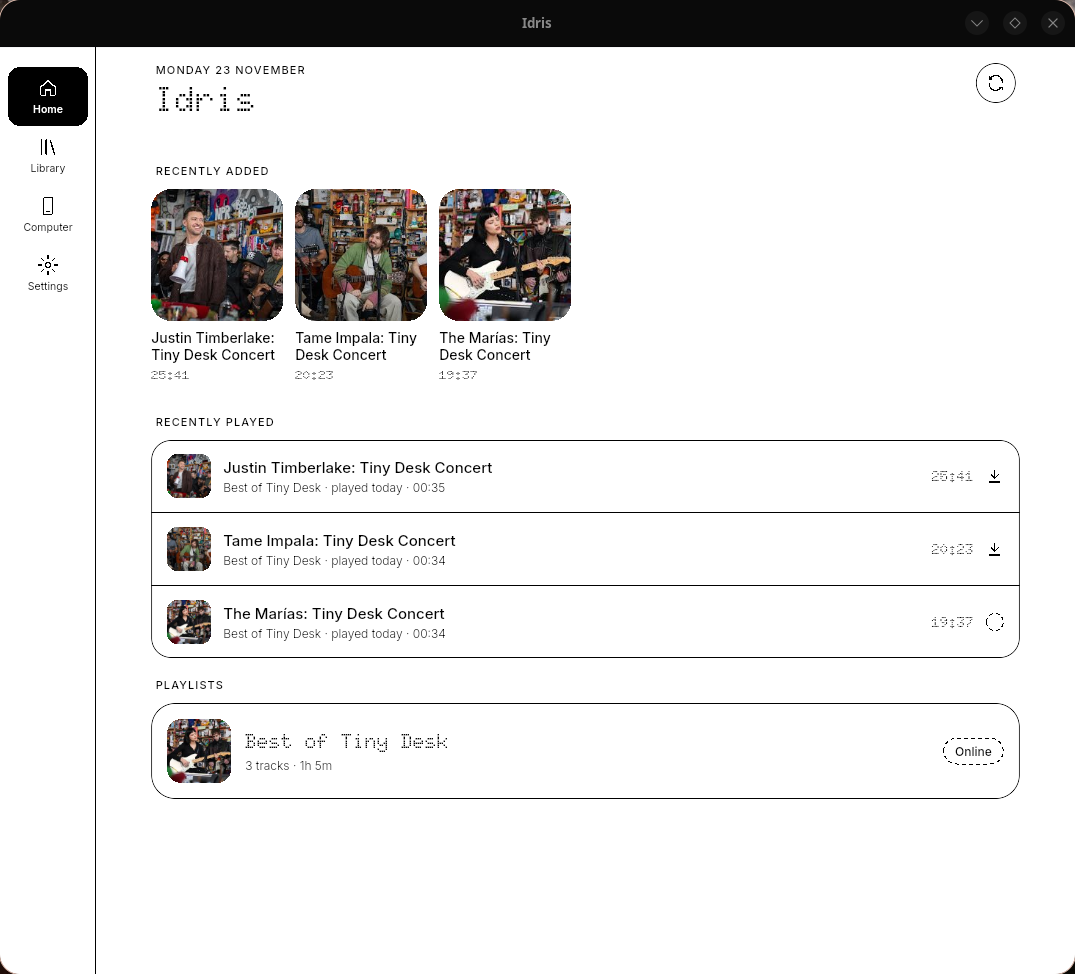 Idris
Home
Library
Computer
Settings
MONDAY 23 NOVEMBER
Idris
RECENTLY ADDED
Justin Timberlake:
Tiny Desk Concert
25:41
Tame Impala: Tiny
Desk Concert
20:23
The Marías: Tiny
Desk Concert
19:37
RECENTLY PLAYED
Justin Timberlake: Tiny Desk Concert
Best of Tiny Desk · played today · 00:35
25:41
Tame Impala: Tiny Desk Concert
Best of Tiny Desk · played today · 00:34
20:23
The Marías: Tiny Desk Concert
Best of Tiny Desk · played today · 00:34
19:37
PLAYLISTS
Best of Tiny Desk
3 tracks · 1h 5m
Online